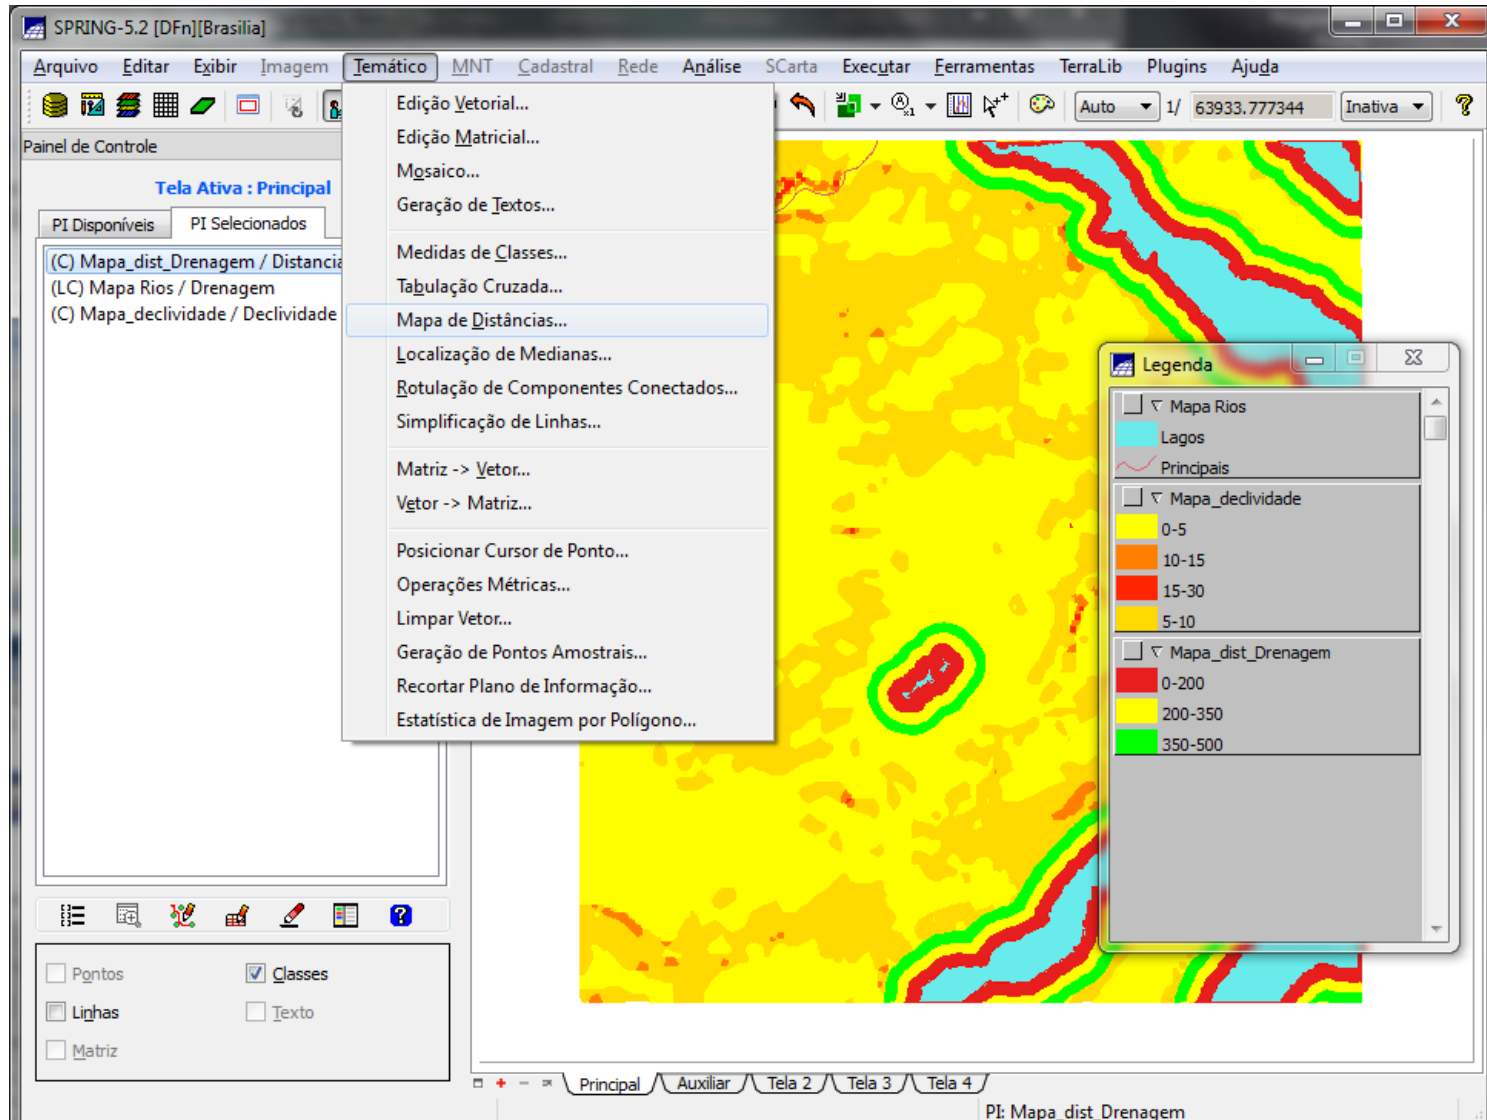 SPRING-5.2 [DFn][Brasilia]
Arquivo Editar Exibir Imagem Temático MNT Cadastral Rede Análise SCarta Executar Ferramentas TerraLib Plugins Ajuda
Auto 1/ 63933.777344 Inativa
Painel de Controle
Tela Ativa : Principal
PI Disponíveis PI Selecionados
(C) Mapa_dist_Drenagem / Distancia
(LC) Mapa Rios / Drenagem
(C) Mapa_declividade / Declividade
Edição Vetorial...
Edição Matricial...
Mosaico...
Geração de Textos...
Medidas de Classes...
Tabulação Cruzada...
Mapa de Distâncias...
Localização de Medianas...
Rotulação de Componentes Conectados...
Simplificação de Linhas...
Matriz -> Vetor...
Vetor -> Matriz...
Posicionar Cursor de Ponto...
Operações Métricas...
Limpar Vetor...
Geração de Pontos Amostrais...
Recortar Plano de Informação...
Estatística de Imagem por Polígono...
Legenda
Mapa Rios
Lagos
Principais
Mapa_declividade
0-5
10-15
15-30
5-10
Mapa_dist_Drenagem
0-200
200-350
350-500
Pontos Classes
Linhas Texto
Matriz
Principal Auxiliar Tela 2 Tela 3 Tela 4
PI: Mapa_dist_Drenagem